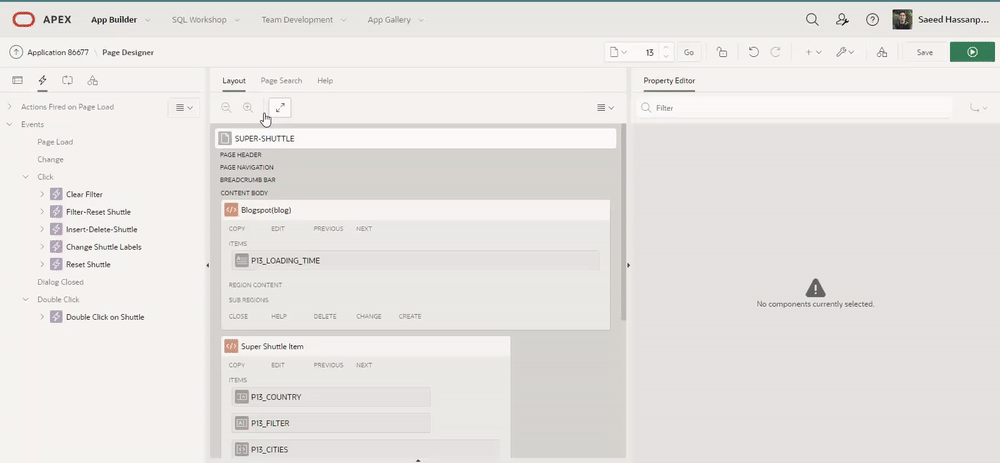 APEX App Builder SQL Workshop Team Development App Gallery Saeed Hassanp...
Application 86677 \ Page Designer 13 Go Save
Layout Page Search Help Property Editor
Actions Fired on Page Load
Filter
Events
Page Load
Change
Click
Clear Filter
Filter-Reset Shuttle
Insert-Delete-Shuttle
Change Shuttle Labels
Reset Shuttle
Dialog Closed
Double Click
Double Click on Shuttle
SUPER-SHUTTLE
PAGE HEADER
PAGE NAVIGATION
BREADCRUMB BAR
CONTENT BODY
Blogspot(blog)
COPY EDIT PREVIOUS NEXT
ITEMS
P13_LOADING_TIME
REGION CONTENT
SUB REGIONS
CLOSE HELP DELETE CHANGE CREATE
Super Shuttle Item
COPY EDIT PREVIOUS NEXT
ITEMS
P13_COUNTRY
P13_FILTER
P13_CITIES
No components currently selected.